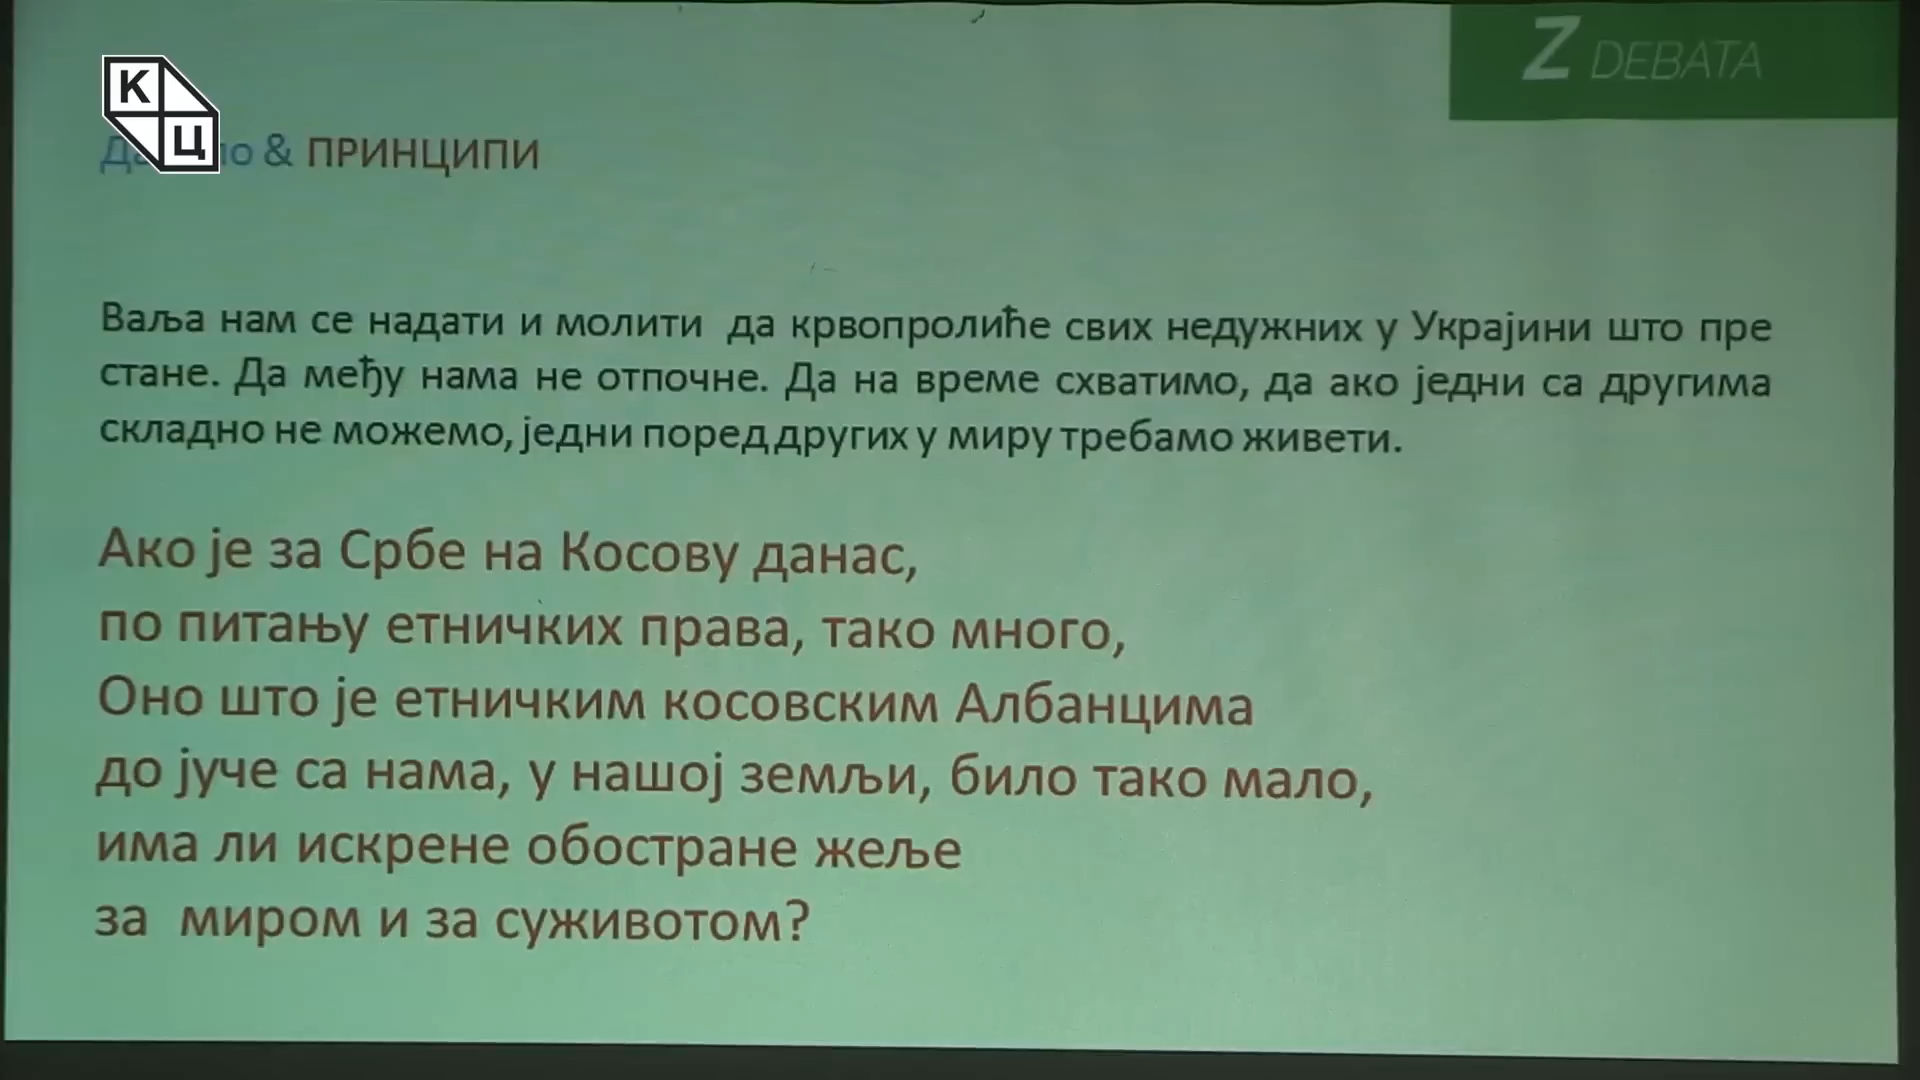 Z DEBATA
К
Ц
& ПРИНЦИПИ
Ваља нам се надати и молити да крвопролиће свих недужних у Украјини што пре
стане. Да међу нама не отпочне. Да на време схватимо, да ако једни са другима
складно не можемо, једни поред других у миру требамо живети.
Ако је за Србе на Косову данас,
по питању етничких права, тако много,
Оно што је етничким косовским Албанцима
до јуче са нама, у нашој земљи, било тако мало,
има ли искрене обостране жеље
за миром и за суживотом?